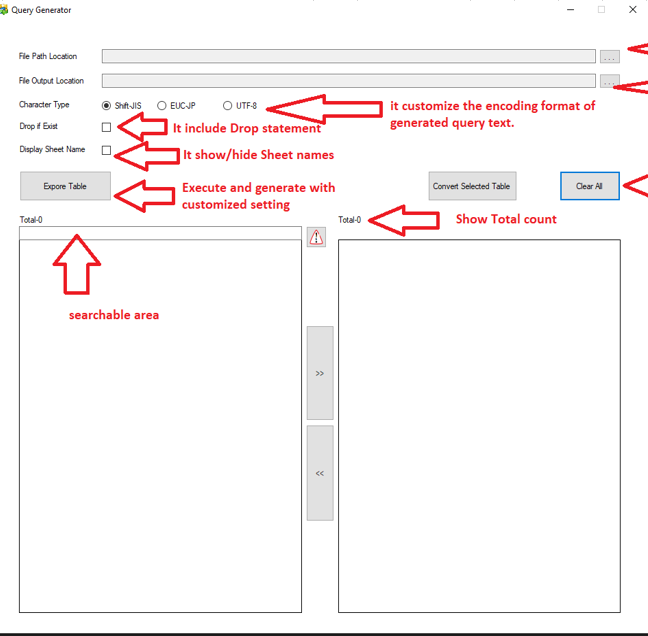 Query Generator
File Path Location
...
File Output Location
...
Character Type
Shift-JIS
EUC-JP
UTF-8
it customize the encoding format of
generated query text.
Drop if Exist
It include Drop statement
Display Sheet Name
It show/hide Sheet names
Expore Table
Execute and generate with
customized setting
Convert Selected Table
Clear All
Total-0
Total-0
Show Total count
searchable area
>>
<<